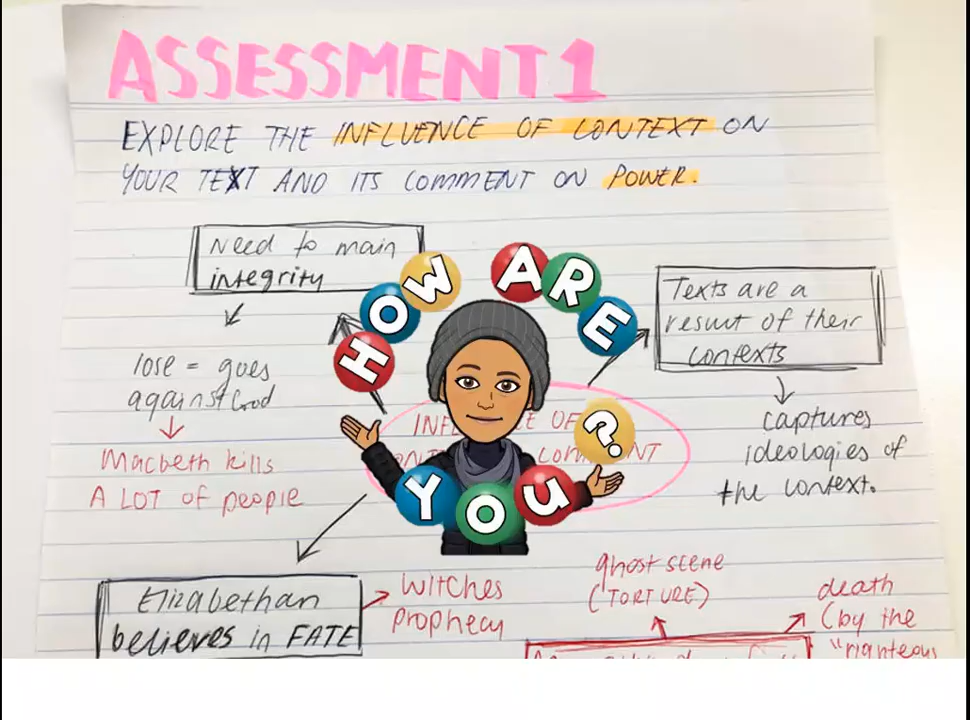 ASSESSMENT 1
EXPLORE THE INFLUENCE OF CONTEXT ON
YOUR TEXT AND ITS COMMENT ON POWER.
Need to main
integrity
lose = goes
against God
Macbeth kills
A LOT of people
HOW ARE
YOU?
Texts are a
result of their
contexts
captures
ideologies of
the context.
Elizabethan
believes in FATE
witches
prophecy
ghost scene
(TORTURE)
death
(by the
"righteous